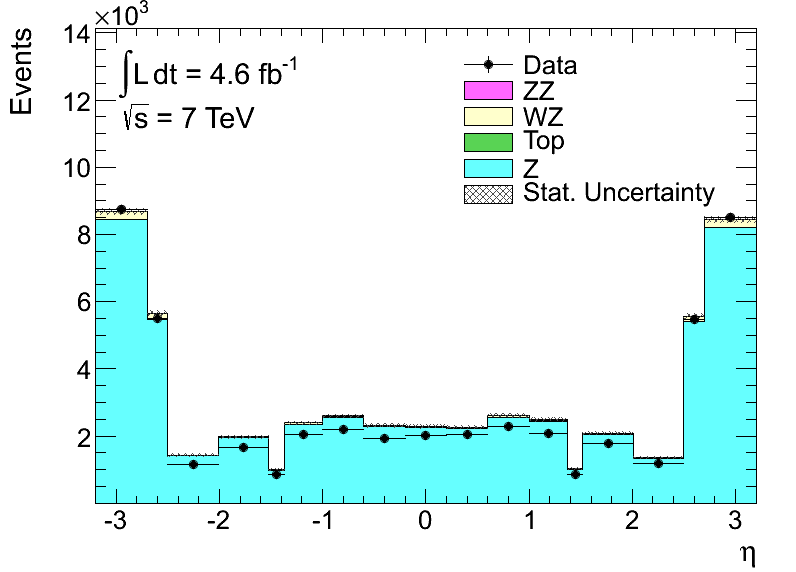 ×10³
Events
14
12
10
8
6
4
2
∫L dt = 4.6 fb⁻¹
√s = 7 TeV
Data
ZZ
WZ
Top
Z
Stat. Uncertainty
-3 -2 -1 0 1 2 3
η